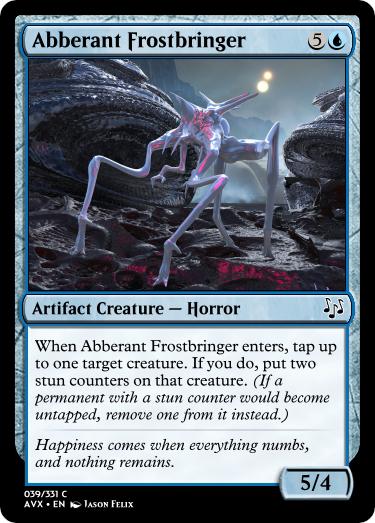 Abberant Frostbringer 5
Artifact Creature — Horror
When Abberant Frostbringer enters, tap up
to one target creature. If you do, put two
stun counters on that creature. (If a
permanent with a stun counter would become
untapped, remove one from it instead.)
Happiness comes when everything numbs,
and nothing remains.
5/4
039/331 C
AVX • EN Jason Felix